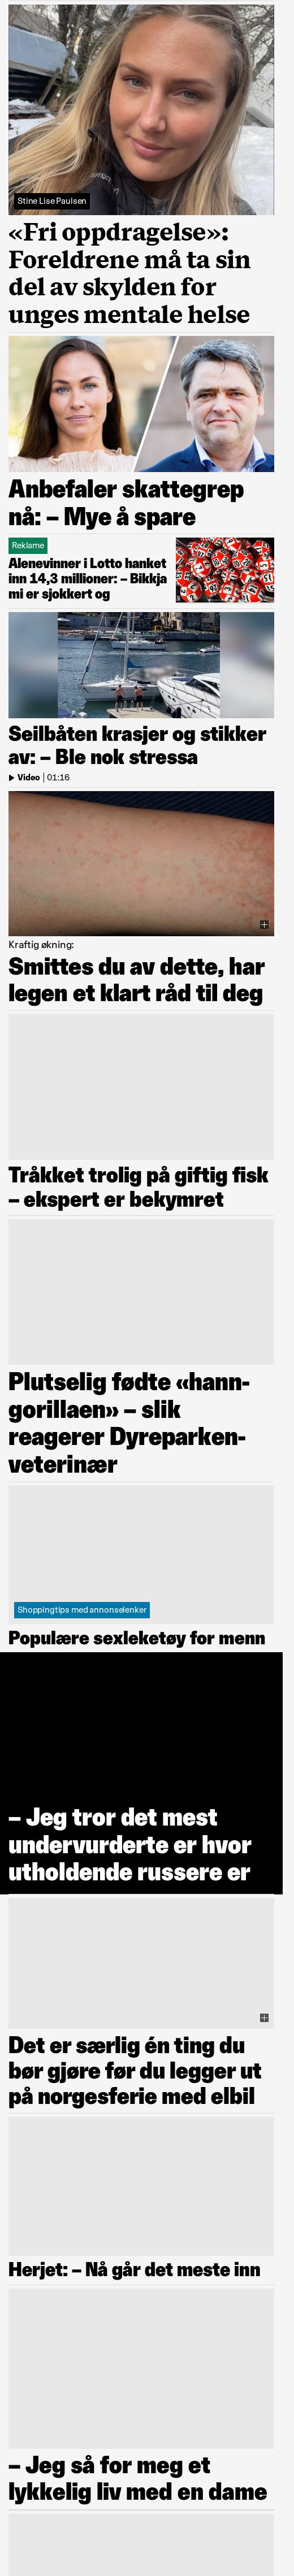 Stine Lise Paulsen
«Fri oppdragelse»:
Foreldrene må ta sin
del av skylden for
unges mentale helse
Anbefaler skattegrep
nå: – Mye å spare
Reklame
Alenevinner i Lotto hanket
inn 14,3 millioner: – Bikkja
mi er sjokkert og
Seilbåten krasjer og stikker
av: – Ble nok stressa
Video | 01:16
Kraftig økning:
Smittes du av dette, har
legen et klart råd til deg
Tråkket trolig på giftig fisk
– ekspert er bekymret
Plutselig fødte «hann-
gorillaen» – slik
reagerer Dyreparken-
veterinær
Shoppingtips med annonselenker
Populære sexleketøy for menn
– Jeg tror det mest
undervurderte er hvor
utholdende russere er
Det er særlig én ting du
bør gjøre før du legger ut
på norgesferie med elbil
Herjet: – Nå går det meste inn
– Jeg så for meg et
lykkelig liv med en dame